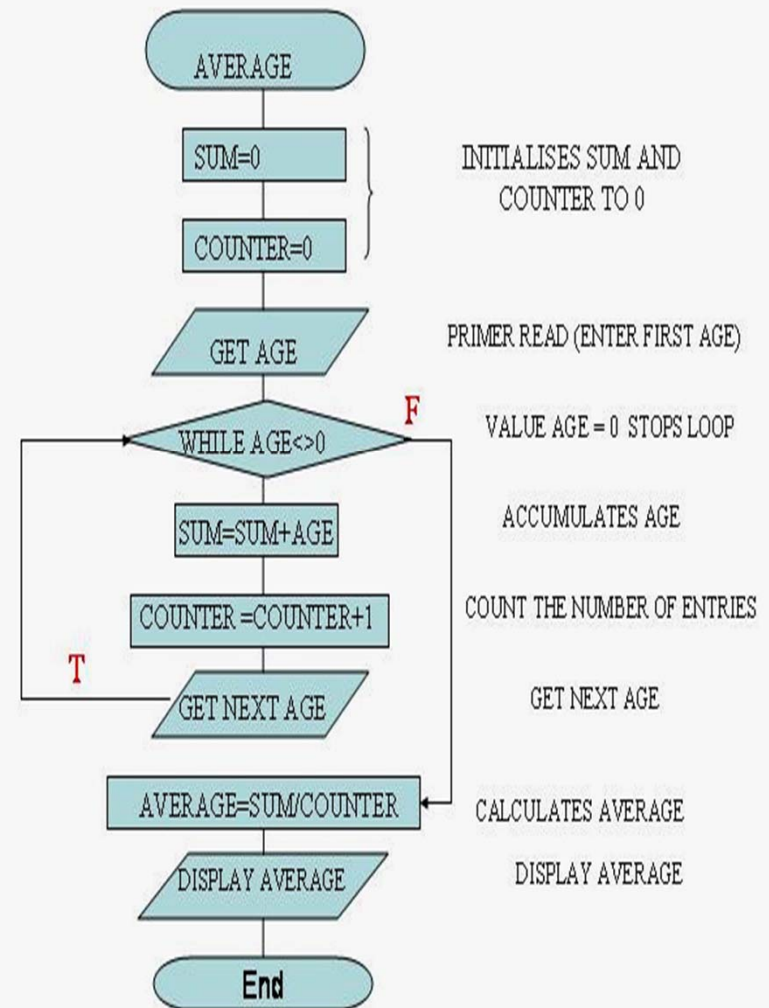 AVERAGE
SUM=0
INITIALISES SUM AND
COUNTER TO 0
COUNTER=0
GET AGE
PRIMER READ (ENTER FIRST AGE)
F
WHILE AGE<>0
VALUE AGE = 0 STOPS LOOP
SUM=SUM+AGE
ACCUMULATES AGE
COUNTER =COUNTER+1
COUNT THE NUMBER OF ENTRIES
T
GET NEXT AGE
GET NEXT AGE
AVERAGE=SUM/COUNTER
CALCULATES AVERAGE
DISPLAY AVERAGE
DISPLAY AVERAGE
End